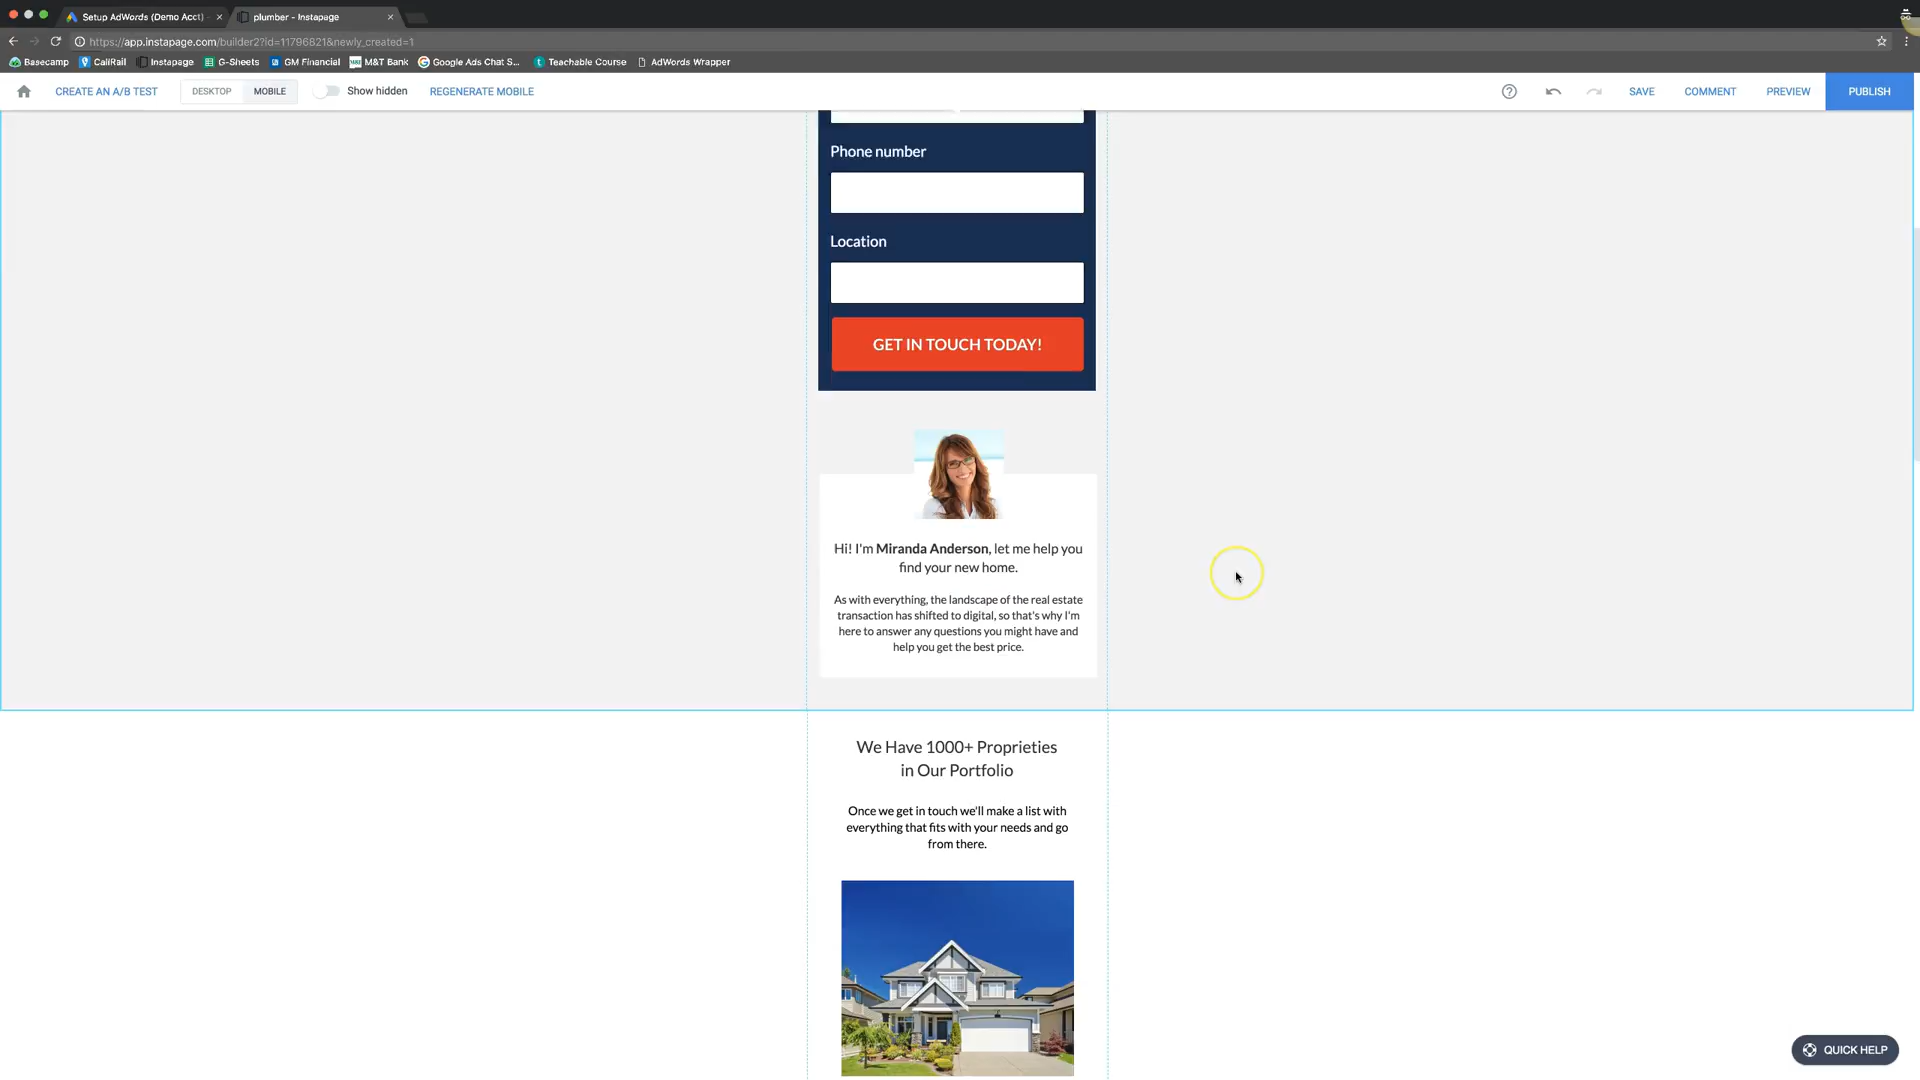 Setup AdWords (Demo Acct)
plumber - Instapage
https://app.instapage.com/builder2?id=11796821&newly_created=1
Basecamp
CallRail
Instapage
G-Sheets
GM Financial
M&T Bank
Google Ads Chat S...
Teachable Course
AdWords Wrapper
CREATE AN A/B TEST
DESKTOP
MOBILE
Show hidden
REGENERATE MOBILE
SAVE
COMMENT
PREVIEW
PUBLISH
Phone number
Location
GET IN TOUCH TODAY!
Hi! I'm Miranda Anderson, let me help you
find your new home.
As with everything, the landscape of the real estate
transaction has shifted to digital, so that's why I'm
here to answer any questions you might have and
help you get the best price.
We Have 1000+ Proprieties
in Our Portfolio
Once we get in touch we'll make a list with
everything that fits with your needs and go
from there.
QUICK HELP